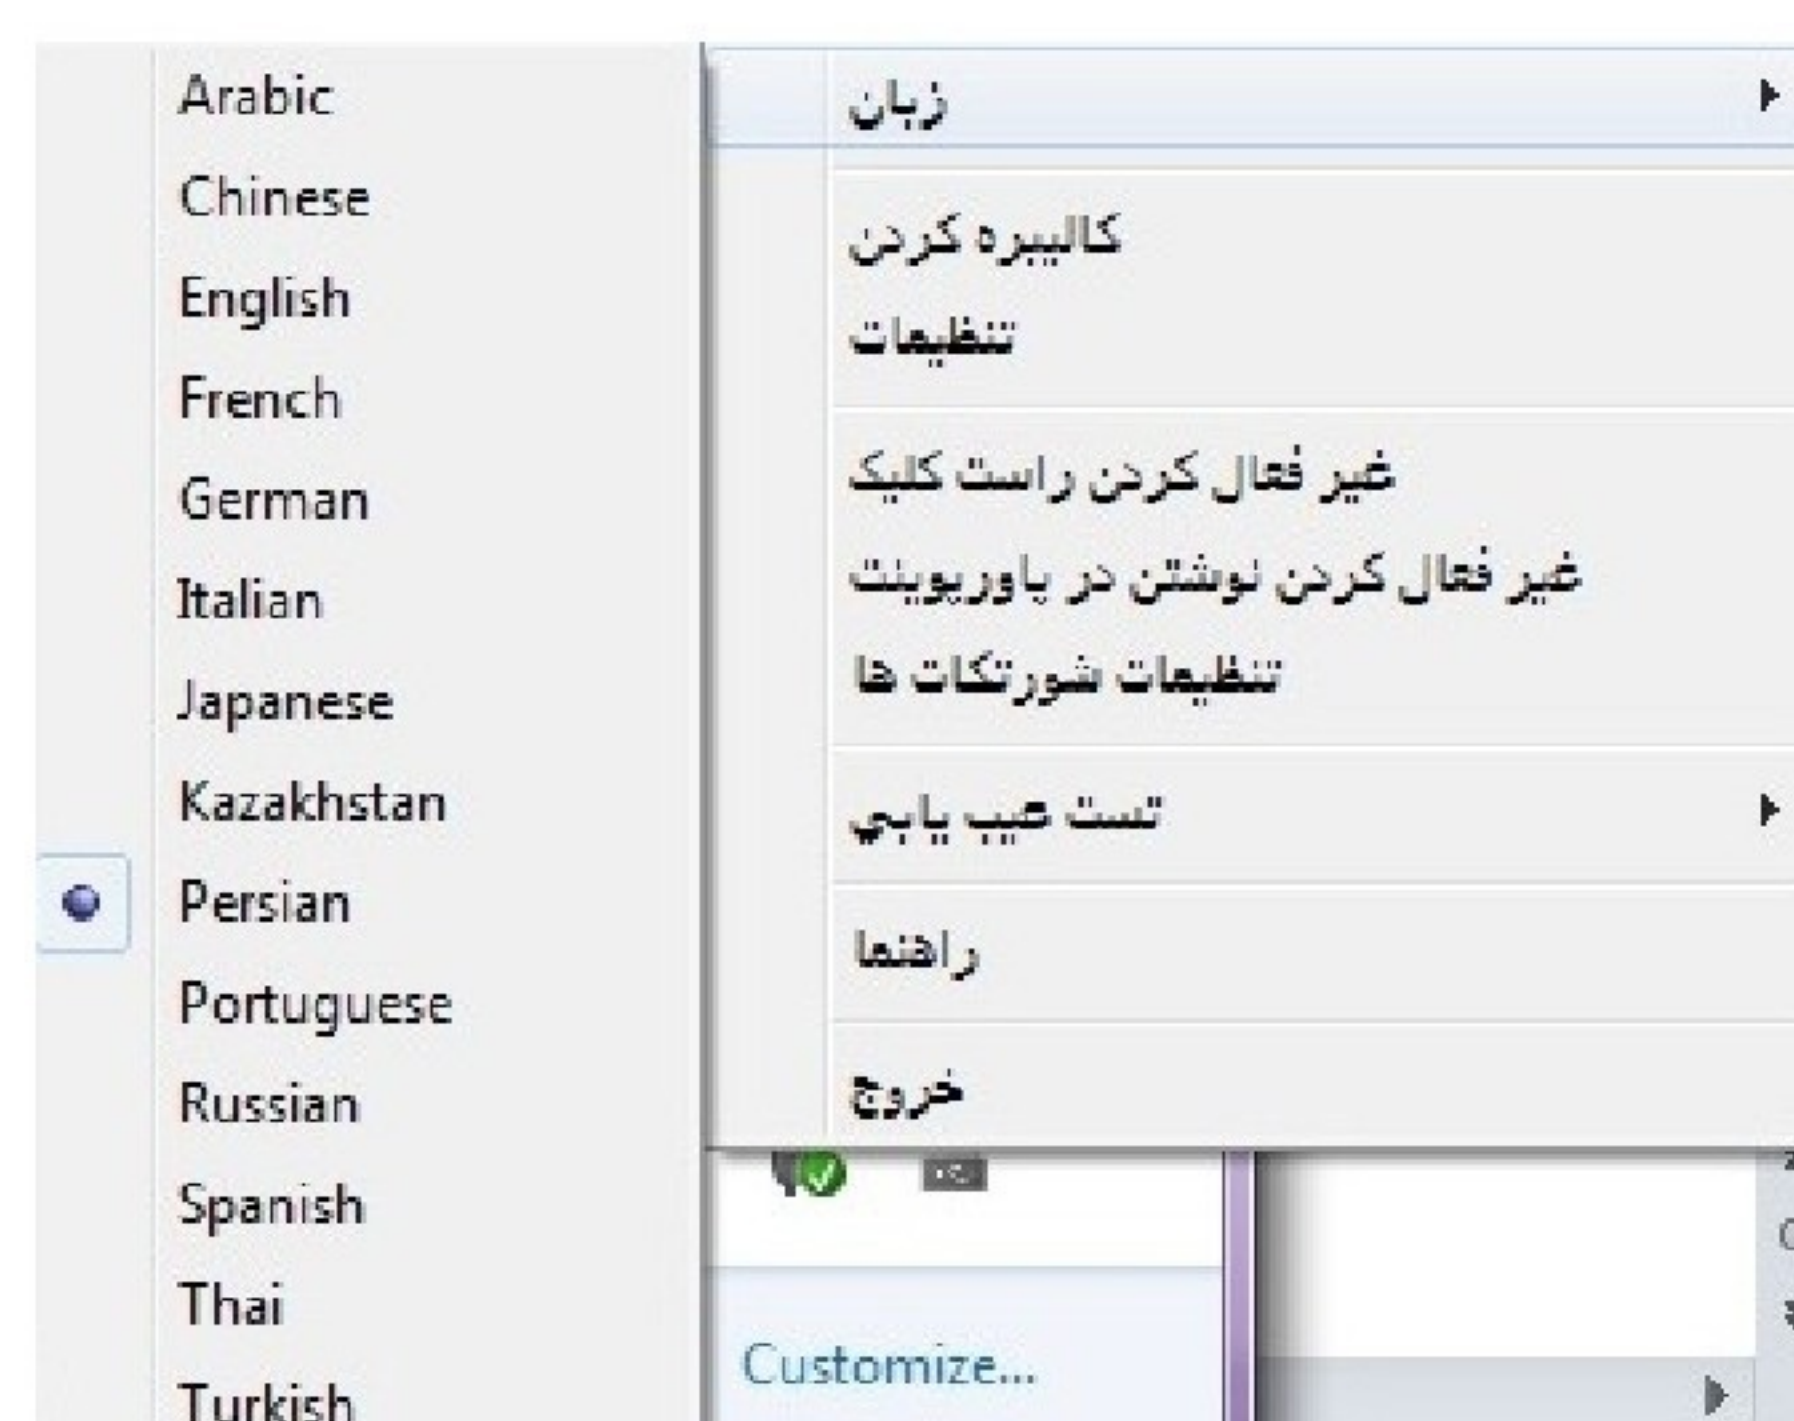 Arabic
Chinese
English
French
German
Italian
Japanese
Kazakhstan
Persian
Portuguese
Russian
Spanish
Thai
Turkish
زبان
کالیبره کردن
تنظیمات
غیر فعال کردن راست کلیک
غیر فعال کردن نوشتن در پاورپوینت
تنظیمات شورتکات ها
تست عیب یابي
راهنما
خروج
Customize...